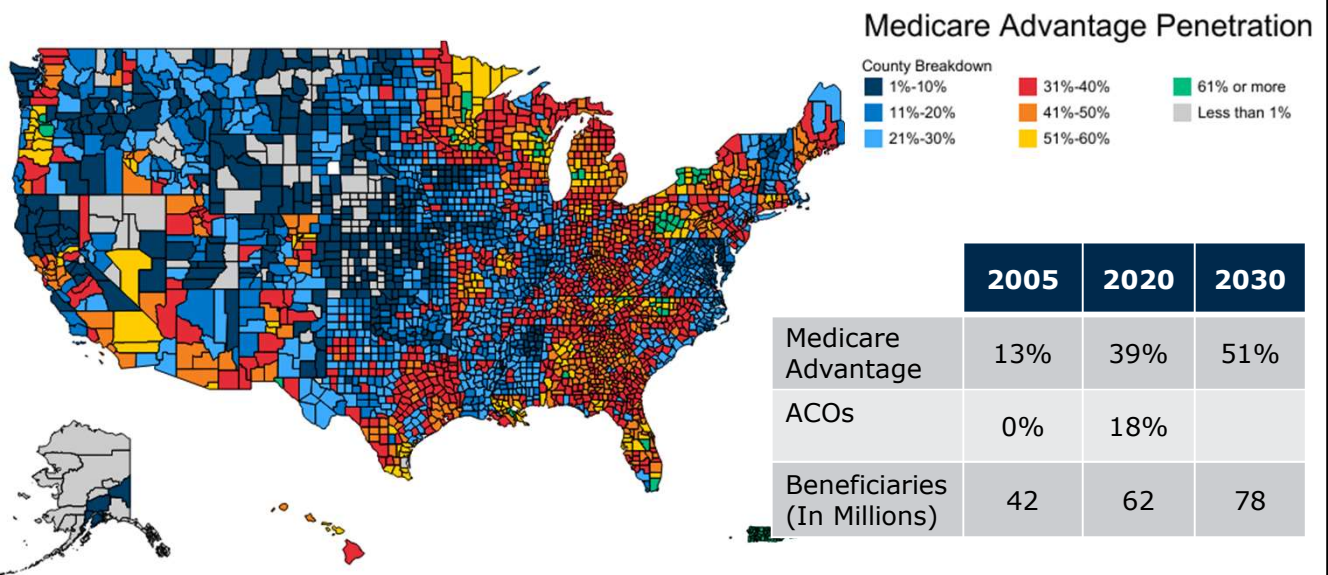 Medicare Advantage Penetration
County Breakdown
1%-10%
31%-40%
61% or more
11%-20%
41%-50%
Less than 1%
21%-30%
51%-60%
2005 2020 2030
Medicare
Advantage
13% 39% 51%
ACOs
0% 18%
Beneficiaries
(In Millions)
42 62 78